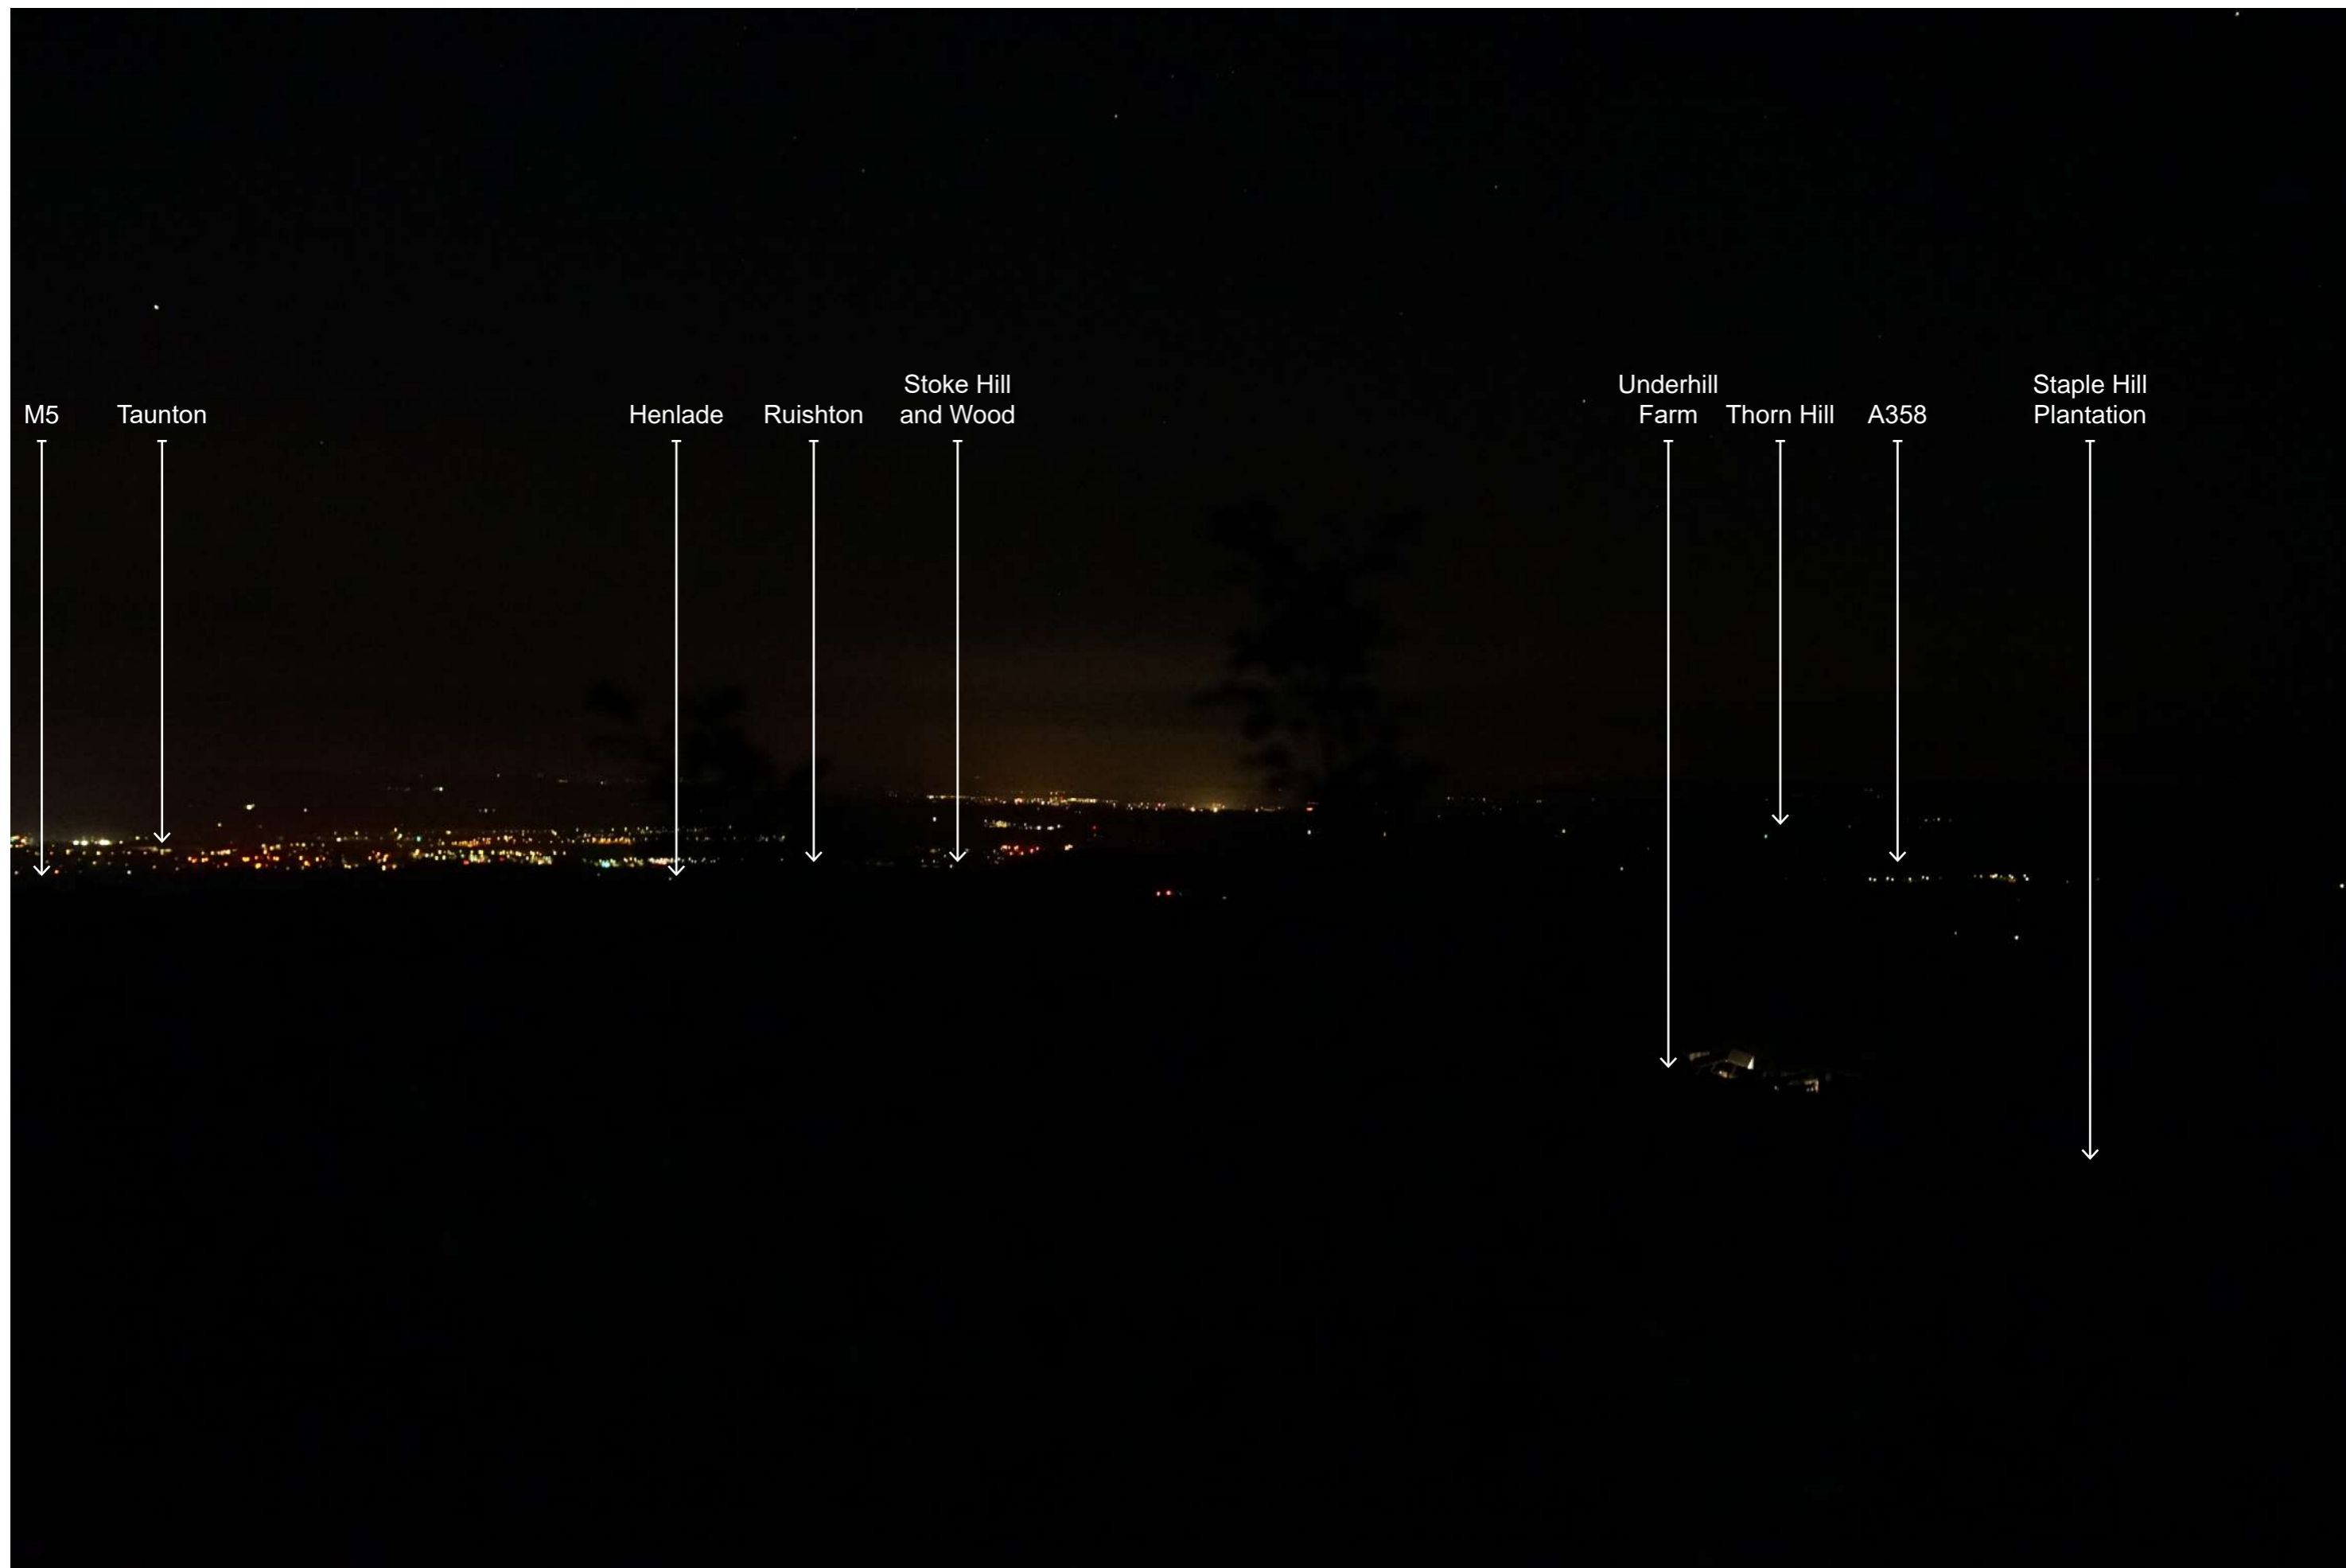 M5
Taunton
Henlade
Ruishton
Stoke Hill
and Wood
Underhill
Farm
Thorn Hill
A358
Staple Hill
Plantation